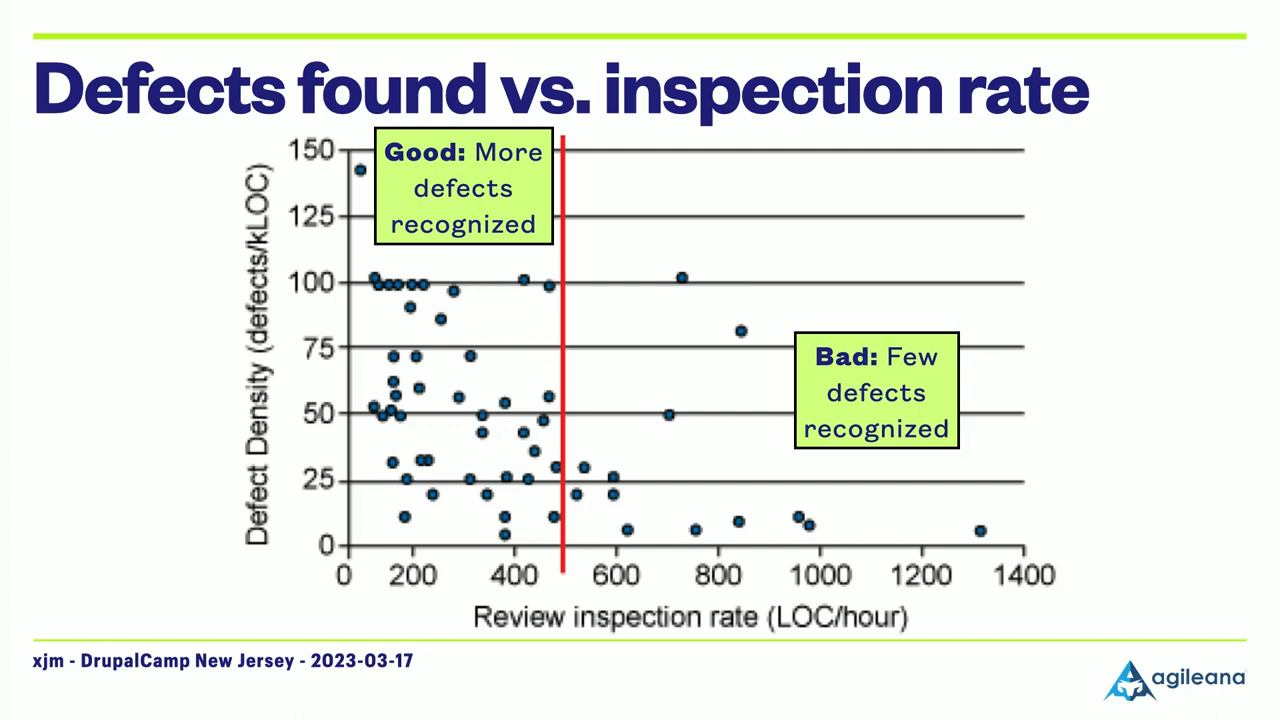 Defects found vs. inspection rate
Good: More
defects
recognized
Bad: Few
defects
recognized
Defect Density (defects/kLOC)
150
125
100
75
50
25
0
0 200 400 600 800 1000 1200 1400
Review inspection rate (LOC/hour)
xjm - DrupalCamp New Jersey - 2023-03-17
agileana